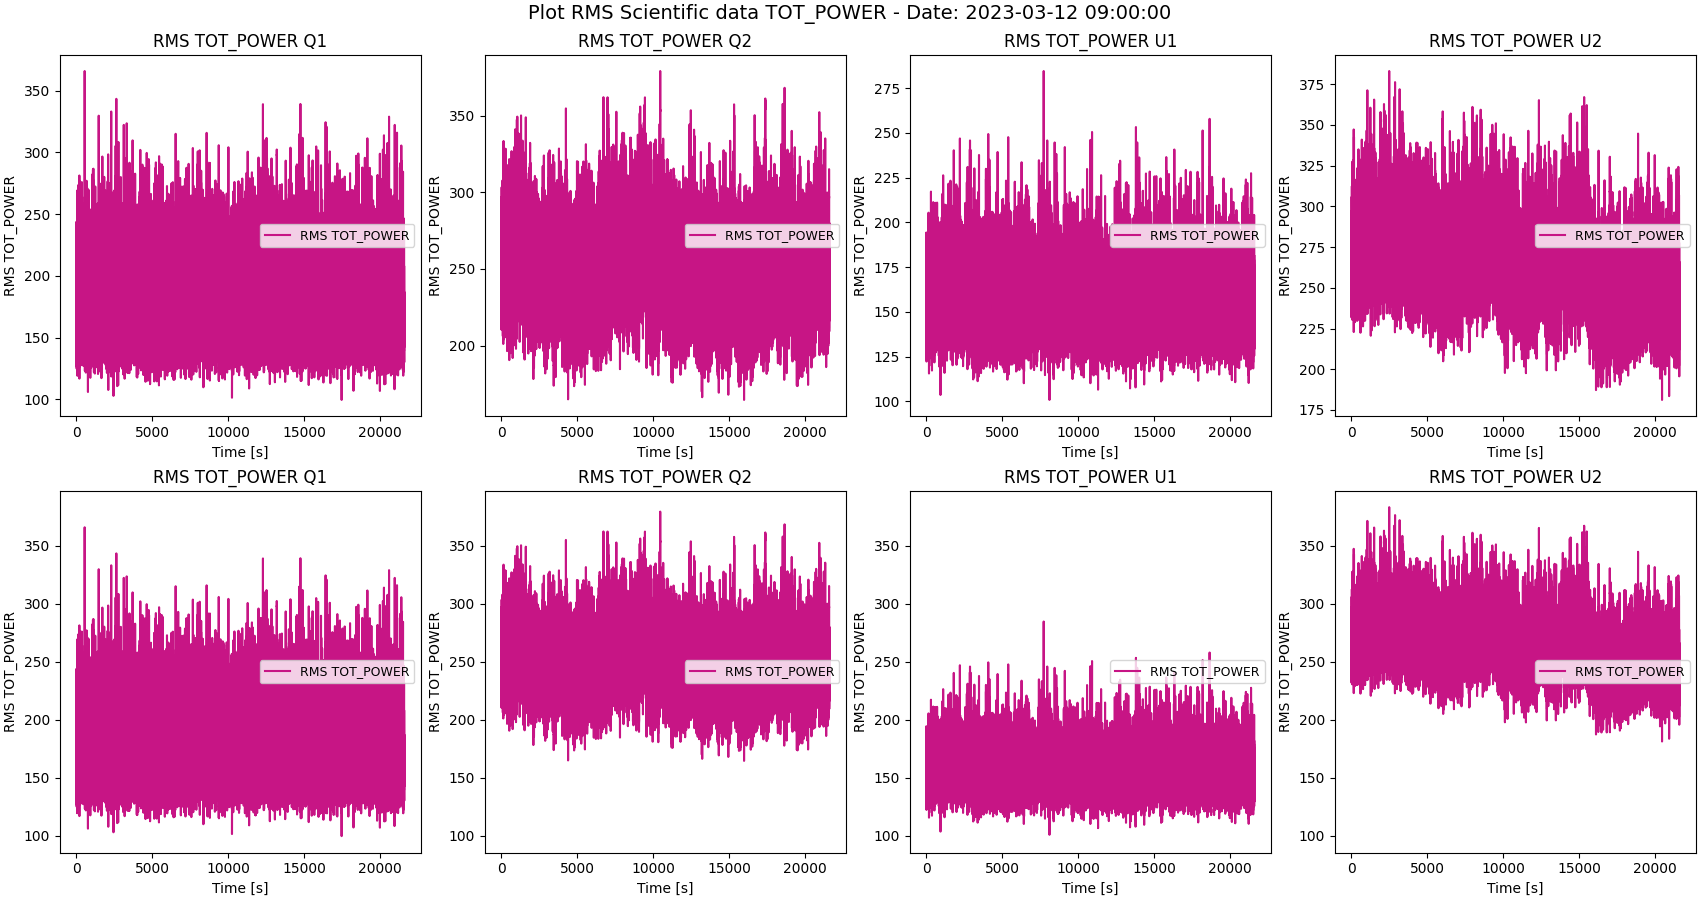 Plot RMS Scientific data TOT_POWER - Date: 2023-03-12 09:00:00
RMS TOT_POWER Q1
RMS TOT_POWER
350
300
250
200
150
100
RMS TOT_POWER
0 5000 10000 15000 20000
Time [s]
RMS TOT_POWER Q2
RMS TOT_POWER
350
300
250
200
RMS TOT_POWER
0 5000 10000 15000 20000
Time [s]
RMS TOT_POWER U1
RMS TOT_POWER
275
250
225
200
175
150
125
100
RMS TOT_POWER
0 5000 10000 15000 20000
Time [s]
RMS TOT_POWER U2
RMS TOT_POWER
375
350
325
300
275
250
225
200
175
RMS TOT_POWER
0 5000 10000 15000 20000
Time [s]
RMS TOT_POWER Q1
RMS TOT_POWER
350
300
250
200
150
100
RMS TOT_POWER
0 5000 10000 15000 20000
Time [s]
RMS TOT_POWER Q2
RMS TOT_POWER
350
300
250
200
150
100
RMS TOT_POWER
0 5000 10000 15000 20000
Time [s]
RMS TOT_POWER U1
RMS TOT_POWER
350
300
250
200
150
100
RMS TOT_POWER
0 5000 10000 15000 20000
Time [s]
RMS TOT_POWER U2
RMS TOT_POWER
350
300
250
200
150
100
RMS TOT_POWER
0 5000 10000 15000 20000
Time [s]